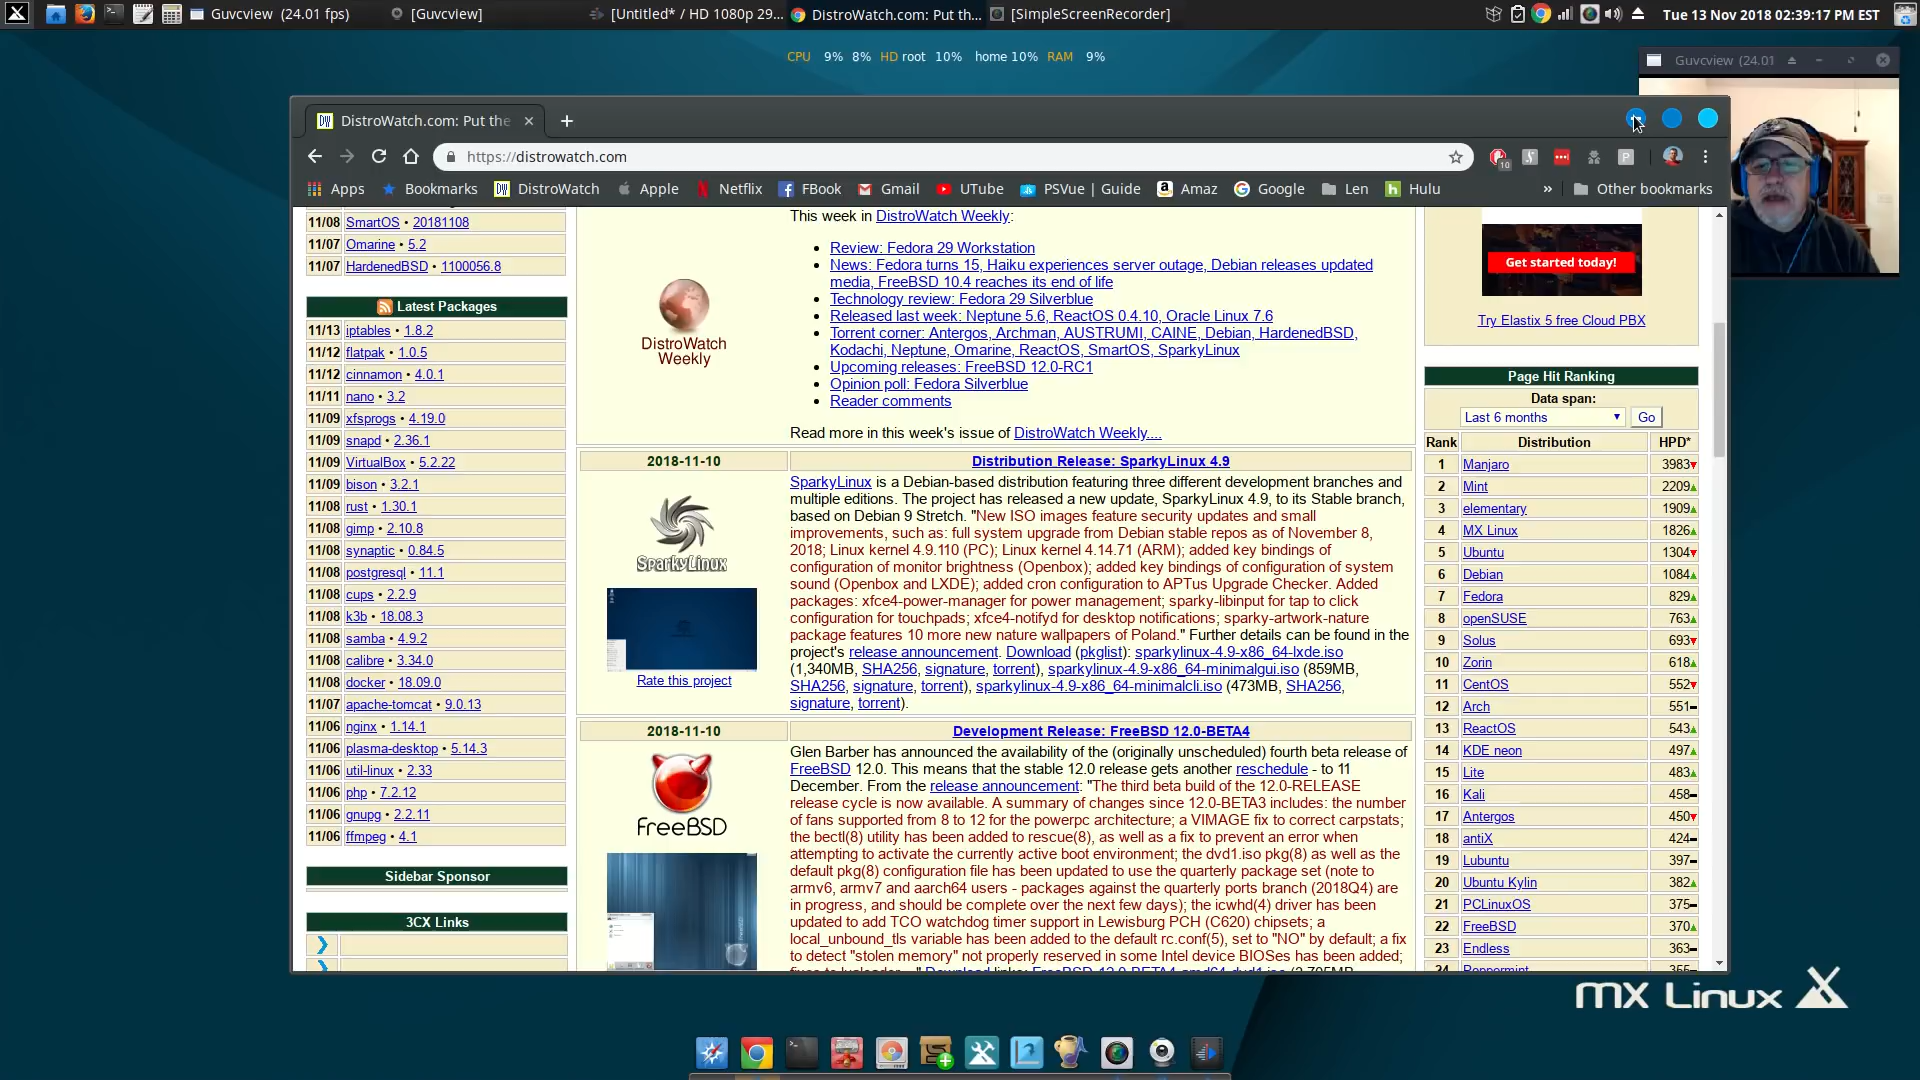 Guvcview (24.01 fps)
[Guvcview]
[Untitled* / HD 1080p 29...
DistroWatch.com: Put th...
[SimpleScreenRecorder]
Tue 13 Nov 2018 02:39:17 PM EST
CPU 9% 8% HD root 10% home 10% RAM 9%
Guvcview (24.01
DW DistroWatch.com: Put the
https://distrowatch.com
10
P
Apps
Bookmarks
DW DistroWatch
Apple
Netflix
FBook
Gmail
UTube
PSVue | Guide
Amaz
Google
Len
Hulu
»
Other bookmarks
11/08 SmartOS • 20181108
11/07 Omarine • 5.2
11/07 HardenedBSD • 1100056.8
Latest Packages
11/13 iptables • 1.8.2
11/12 flatpak • 1.0.5
11/12 cinnamon • 4.0.1
11/11 nano • 3.2
11/09 xfsprogs • 4.19.0
11/09 snapd • 2.36.1
11/09 VirtualBox • 5.2.22
11/09 bison • 3.2.1
11/08 rust • 1.30.1
11/08 gimp • 2.10.8
11/08 synaptic • 0.84.5
11/08 postgresql • 11.1
11/08 cups • 2.2.9
11/08 k3b • 18.08.3
11/08 samba • 4.9.2
11/08 calibre • 3.34.0
11/08 docker • 18.09.0
11/07 apache-tomcat • 9.0.13
11/06 nginx • 1.14.1
11/06 plasma-desktop • 5.14.3
11/06 util-linux • 2.33
11/06 php • 7.2.12
11/06 gnupg • 2.2.11
11/06 ffmpeg • 4.1
Sidebar Sponsor
3CX Links
DistroWatch
Weekly
This week in DistroWatch Weekly:
• Review: Fedora 29 Workstation
• News: Fedora turns 15, Haiku experiences server outage, Debian releases updated
media, FreeBSD 10.4 reaches its end of life
• Technology review: Fedora 29 Silverblue
• Released last week: Neptune 5.6, ReactOS 0.4.10, Oracle Linux 7.6
• Torrent corner: Antergos, Archman, AUSTRUMI, CAINE, Debian, HardenedBSD,
Kodachi, Neptune, Omarine, ReactOS, SmartOS, SparkyLinux
• Upcoming releases: FreeBSD 12.0-RC1
• Opinion poll: Fedora Silverblue
• Reader comments
Read more in this week's issue of DistroWatch Weekly....
2018-11-10
Distribution Release: SparkyLinux 4.9
SparkyLinux
Rate this project
SparkyLinux is a Debian-based distribution featuring three different development branches and
multiple editions. The project has released a new update, SparkyLinux 4.9, to its Stable branch,
based on Debian 9 Stretch. "New ISO images feature security updates and small
improvements, such as: full system upgrade from Debian stable repos as of November 8,
2018; Linux kernel 4.9.110 (PC); Linux kernel 4.14.71 (ARM); added key bindings of
configuration of monitor brightness (Openbox); added key bindings of configuration of system
sound (Openbox and LXDE); added cron configuration to APTus Upgrade Checker. Added
packages: xfce4-power-manager for power management; sparky-libinput for tap to click
configuration for touchpads; xfce4-notifyd for desktop notifications; sparky-artwork-nature
package features 10 more new nature wallpapers of Poland." Further details can be found in the
project's release announcement. Download (pkglist): sparkylinux-4.9-x86_64-lxde.iso
(1,340MB, SHA256, signature, torrent), sparkylinux-4.9-x86_64-minimalgui.iso (859MB,
SHA256, signature, torrent), sparkylinux-4.9-x86_64-minimalcli.iso (473MB, SHA256,
signature, torrent).
2018-11-10
Development Release: FreeBSD 12.0-BETA4
FreeBSD
Glen Barber has announced the availability of the (originally unscheduled) fourth beta release of
FreeBSD 12.0. This means that the stable 12.0 release gets another reschedule - to 11
December. From the release announcement: "The third beta build of the 12.0-RELEASE
release cycle is now available. A summary of changes since 12.0-BETA3 includes: the number
of fans supported from 8 to 12 for the powerpc architecture; a VIMAGE fix to correct carpstats;
the bectl(8) utility has been added to rescue(8), as well as a fix to prevent an error when
attempting to activate the currently active boot environment; the dvd1.iso pkg(8) as well as the
default pkg(8) configuration file has been updated to use the quarterly package set (note to
armv6, armv7 and aarch64 users - packages against the quarterly ports branch (2018Q4) are
in progress, and should be complete over the next few days); the icwhd(4) driver has been
updated to add TCO watchdog timer support in Lewisburg PCH (C620) chipsets; a
local_unbound_tls variable has been added to the default rc.conf(5), set to "NO" by default; a fix
to detect "stolen memory" not properly reserved in some Intel device BIOSes has been added;
Get started today!
Try Elastix 5 free Cloud PBX
Page Hit Ranking
Data span:
Last 6 months Go
Rank Distribution HPD*
1 Manjaro 3983
2 Mint 2209
3 elementary 1909
4 MX Linux 1826
5 Ubuntu 1304
6 Debian 1084
7 Fedora 829
8 openSUSE 763
9 Solus 693
10 Zorin 618
11 CentOS 552
12 Arch 551
13 ReactOS 543
14 KDE neon 497
15 Lite 483
16 Kali 458
17 Antergos 450
18 antiX 424
19 Lubuntu 397
20 Ubuntu Kylin 382
21 PCLinuxOS 375
22 FreeBSD 370
23 Endless 363
MX Linux